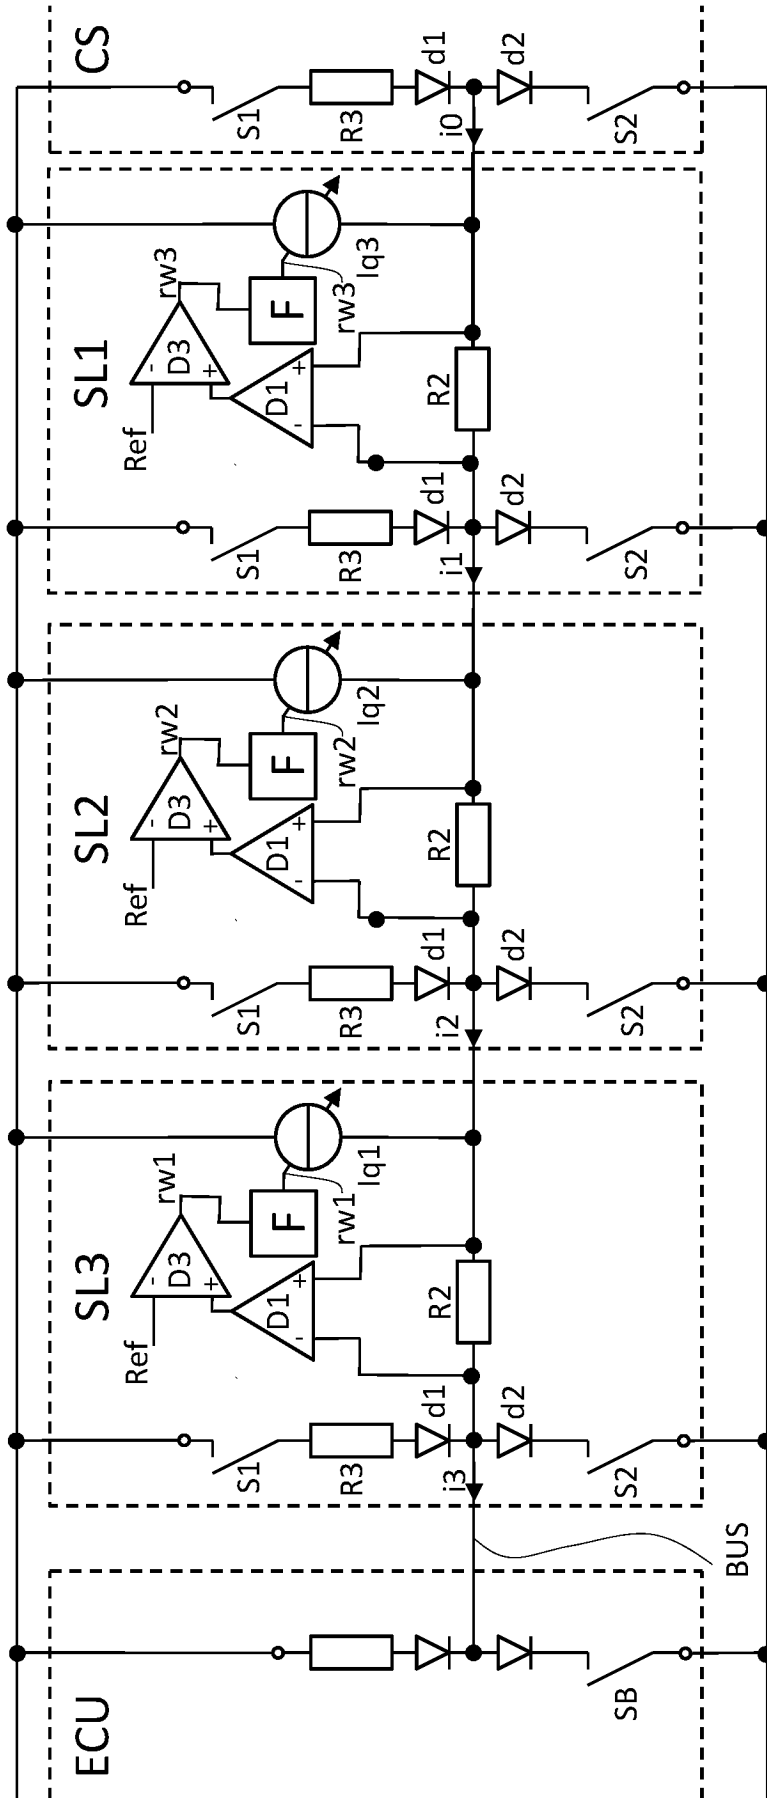 ECU
SB
BUS
SL3
Ref
-
+
D3
rw1
D1
-
+
F
rw1
Iq1
S1
R3
d1
R2
i3
d2
S2
SL2
Ref
-
+
D3
rw2
D1
-
+
F
rw2
Iq2
S1
R3
d1
R2
i2
d2
S2
SL1
Ref
-
+
D3
rw3
D1
-
+
F
rw3
Iq3
S1
R3
d1
R2
i1
d2
S2
CS
S1
R3
d1
i0
d2
S2